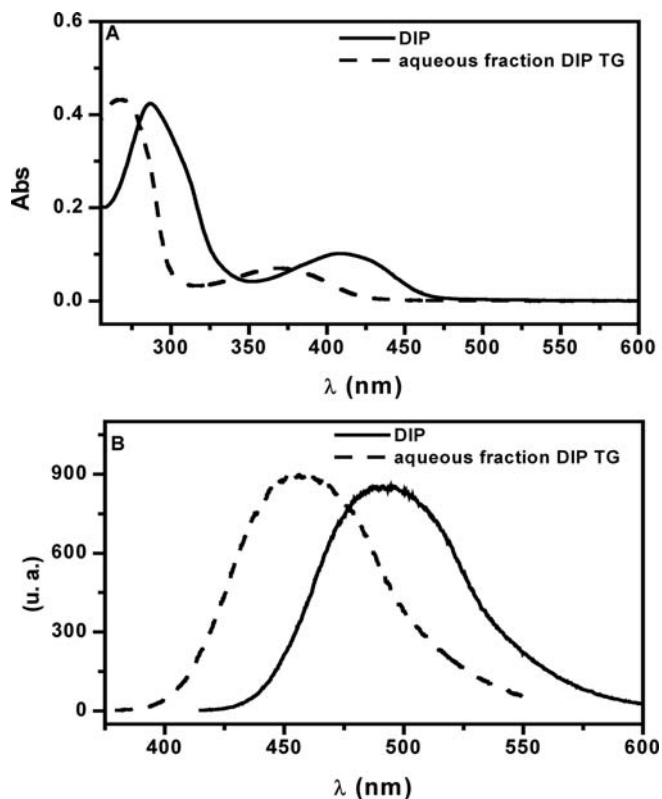 A
DIP
aqueous fraction DIP TG
0.6
0.4
0.2
0.0
Abs
300 350 400 450 500 550 600
λ (nm)
B
DIP
aqueous fraction DIP TG
900
600
300
0
(u. a.)
400 450 500 550 600
λ (nm)